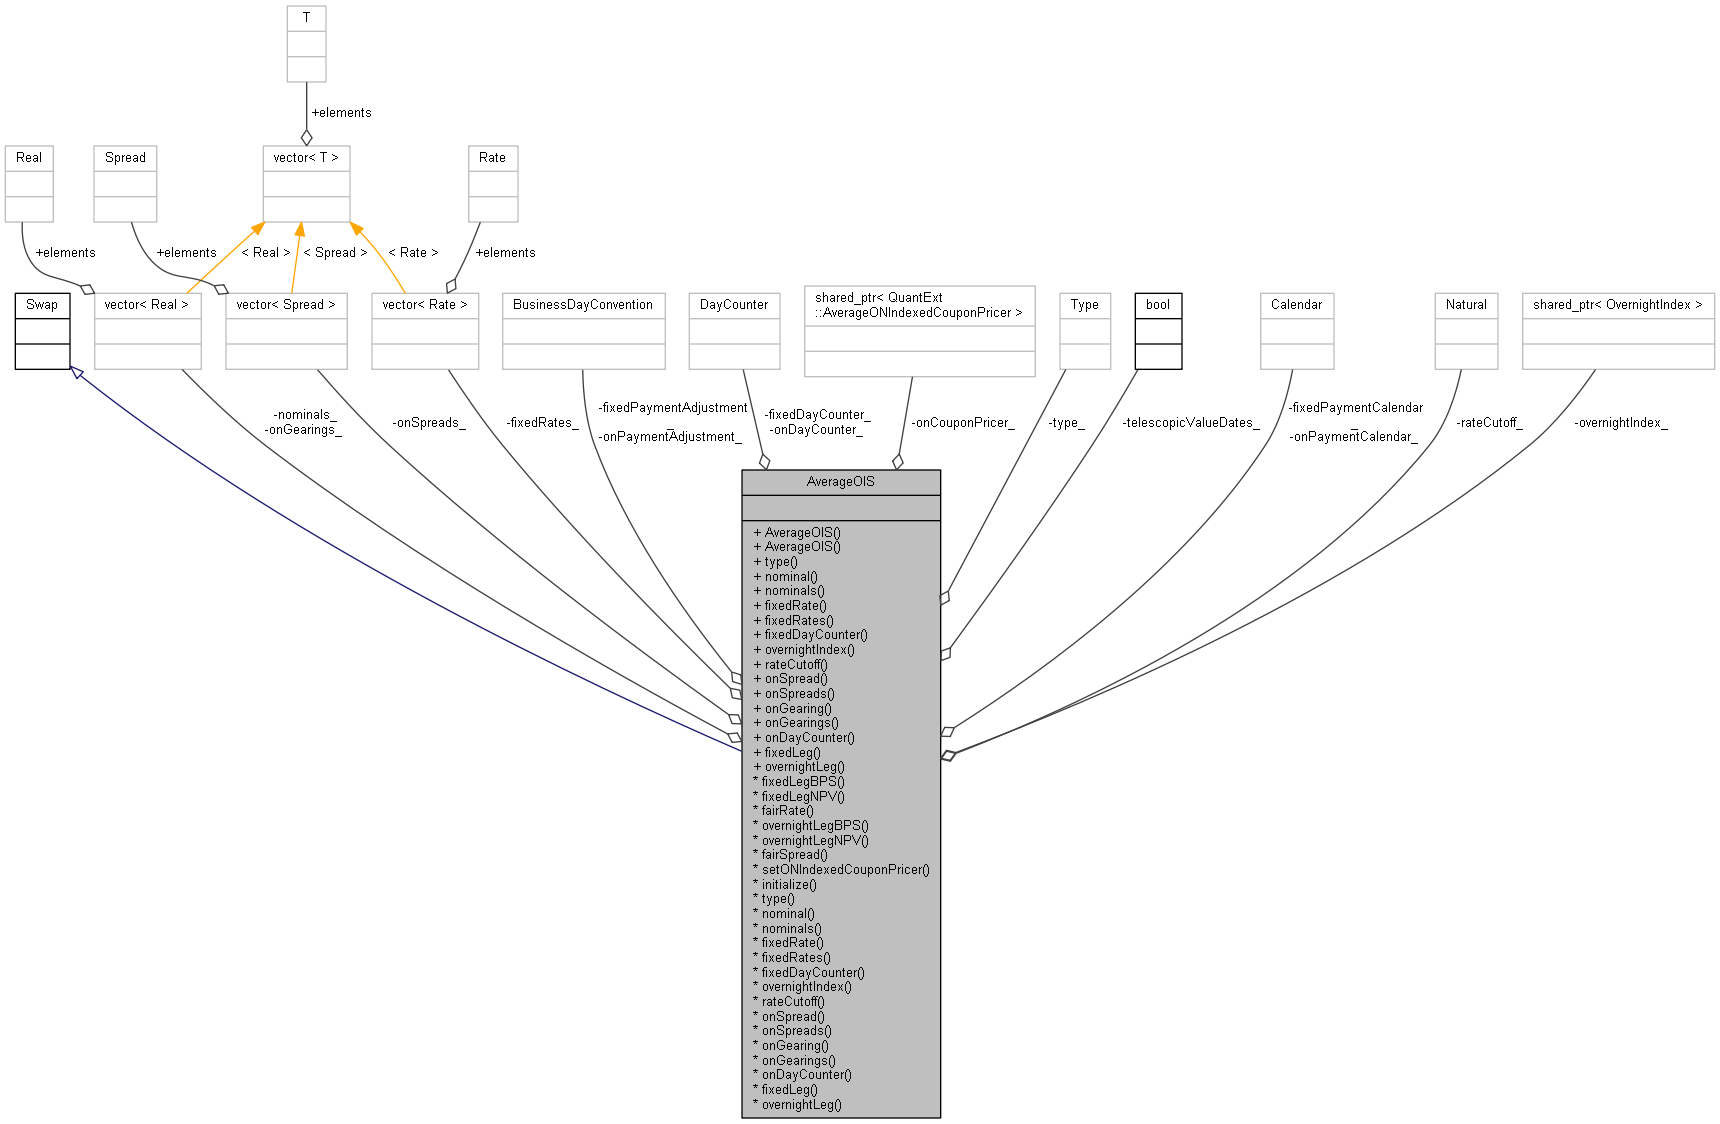 T
+elements
Real
Spread
vector< T >
Rate
+elements
+elements
< Real >
< Spread >
< Rate >
+elements
Swap
vector< Real >
vector< Spread >
vector< Rate >
BusinessDayConvention
DayCounter
shared_ptr< QuantExt
::AverageONIndexedCouponPricer >
Type
bool
Calendar
Natural
shared_ptr< OvernightIndex >
-nominals_
-onGearings_
-onSpreads_
-fixedRates_
-fixedPaymentAdjustment
_
-onPaymentAdjustment_
-fixedDayCounter_
-onDayCounter_
-onCouponPricer_
-type_
-telescopicValueDates_
-fixedPaymentCalendar
_
-onPaymentCalendar_
-rateCutoff_
-overnightIndex_
AverageOIS
+ AverageOIS()
+ AverageOIS()
+ type()
+ nominal()
+ nominals()
+ fixedRate()
+ fixedRates()
+ fixedDayCounter()
+ overnightIndex()
+ rateCutoff()
+ onSpread()
+ onSpreads()
+ onGearing()
+ onGearings()
+ onDayCounter()
+ fixedLeg()
+ overnightLeg()
* fixedLegBPS()
* fixedLegNPV()
* fairRate()
* overnightLegBPS()
* overnightLegNPV()
* fairSpread()
* setONIndexedCouponPricer()
* initialize()
* type()
* nominal()
* nominals()
* fixedRate()
* fixedRates()
* fixedDayCounter()
* overnightIndex()
* rateCutoff()
* onSpread()
* onSpreads()
* onGearing()
* onGearings()
* onDayCounter()
* fixedLeg()
* overnightLeg()